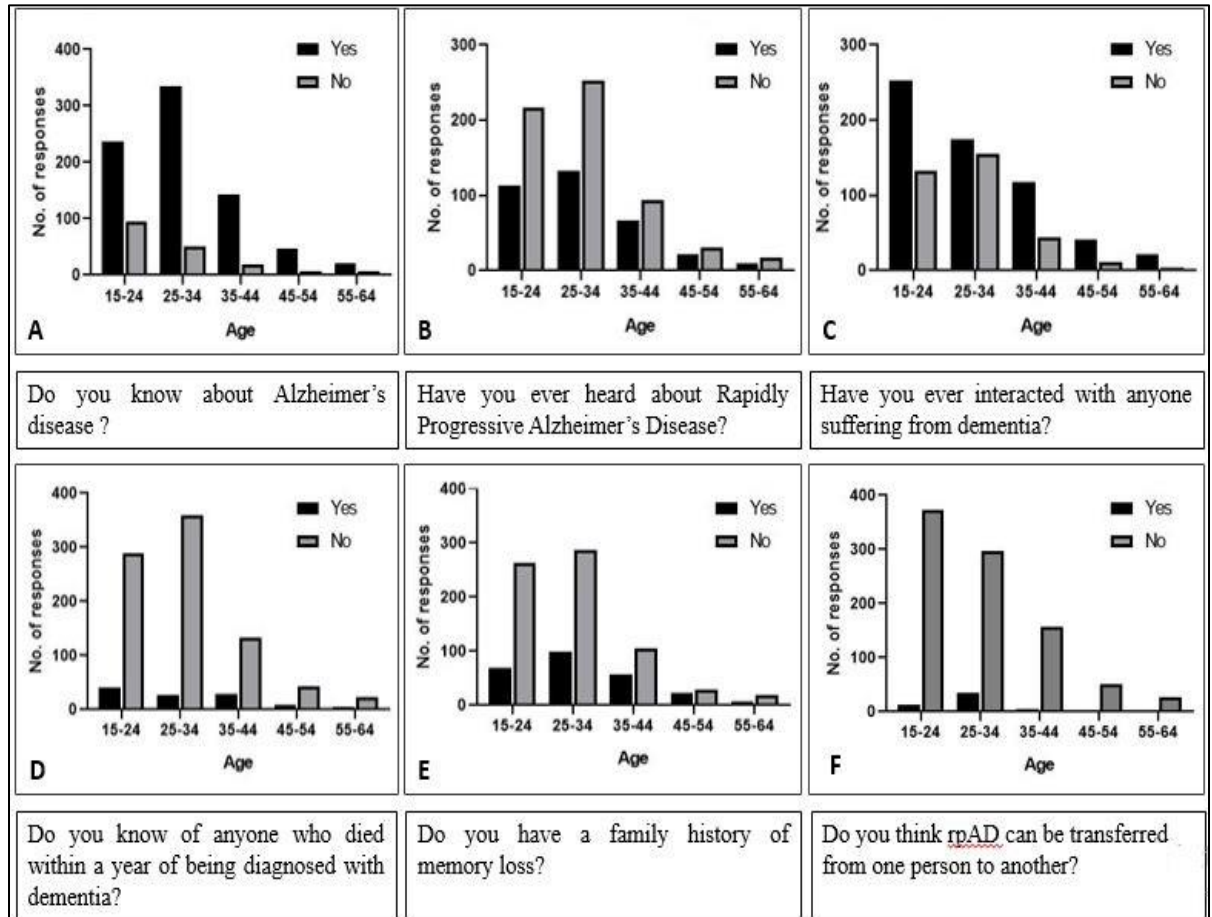 400
300
200
100
0
No. of responses
Yes
No
15-24 25-34 35-44 45-54 55-64
Age
A
300
200
100
0
No. of responses
Yes
No
15-24 25-34 35-44 45-54 55-64
Age
B
300
200
100
0
No. of responses
Yes
No
15-24 25-34 35-44 45-54 55-64
Age
C
Do you know about Alzheimer's
disease ?
Have you ever heard about Rapidly
Progressive Alzheimer's Disease?
Have you ever interacted with anyone
suffering from dementia?
400
300
200
100
0
No. of responses
Yes
No
15-24 25-34 35-44 45-54 55-64
Age
D
400
300
200
100
0
No. of responses
Yes
No
15-24 25-34 35-44 45-54 55-64
Age
E
400
300
200
100
0
No. of responses
Yes
No
15-24 25-34 35-44 45-54 55-64
Age
F
Do you know of anyone who died
within a year of being diagnosed with
dementia?
Do you have a family history of
memory loss?
Do you think rpAD can be transferred
from one person to another?